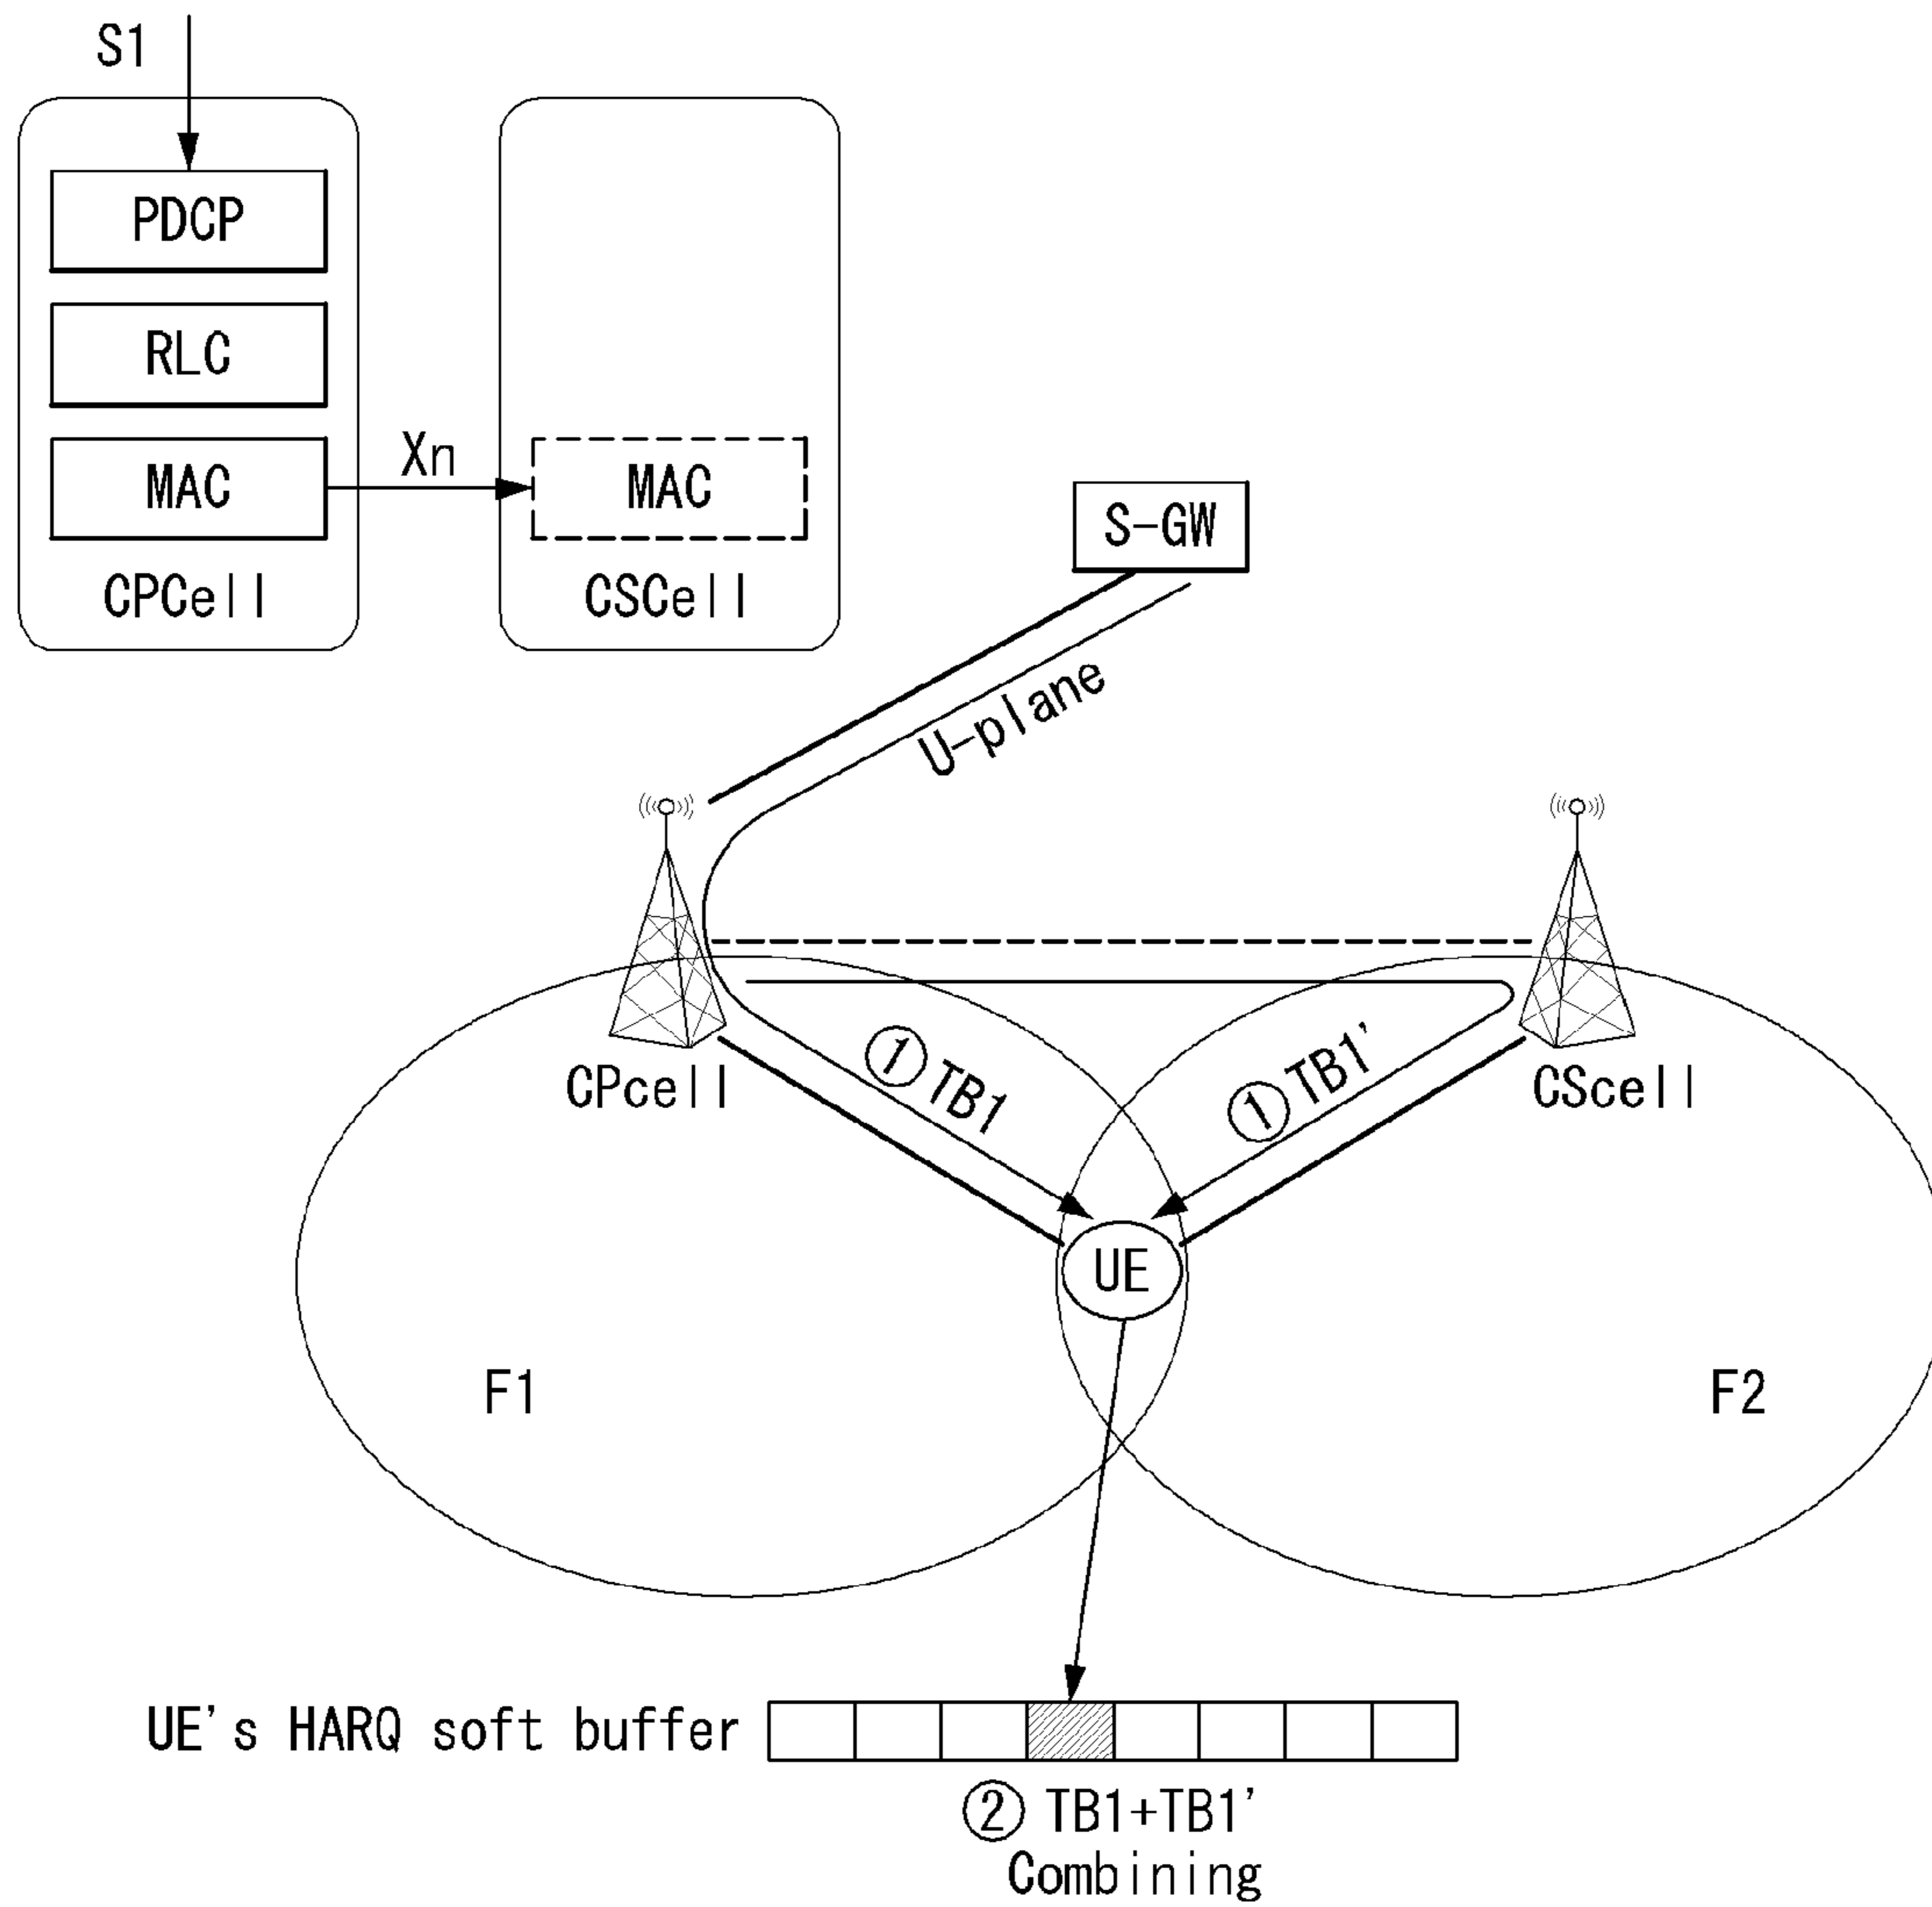 S1
PDCP
RLC
MAC
Xn
MAC
CPCell
CSCell
S-GW
U-plane
① TB1
① TB1'
CPcell
CScell
UE
F1
F2
UE's HARQ soft buffer
② TB1+TB1'
Combining